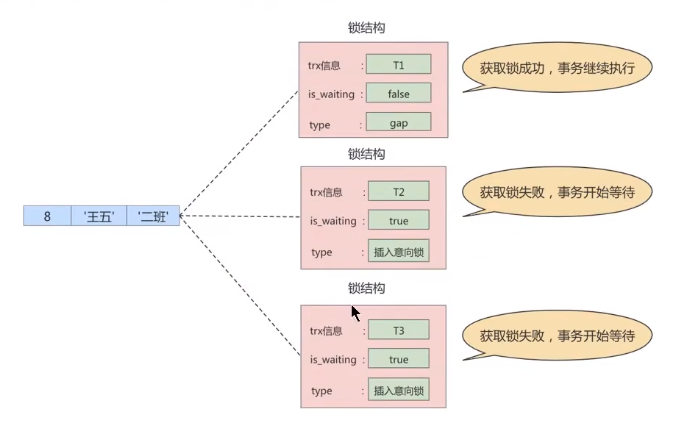 锁结构
trx信息 : T1
is_waiting : false
type : gap
获取锁成功，事务继续执行
锁结构
trx信息 : T2
is_waiting : true
type : 插入意向锁
获取锁失败，事务开始等待
8 '王五' '二班'
锁结构
trx信息 : T3
is_waiting : true
type : 插入意向锁
获取锁失败，事务开始等待